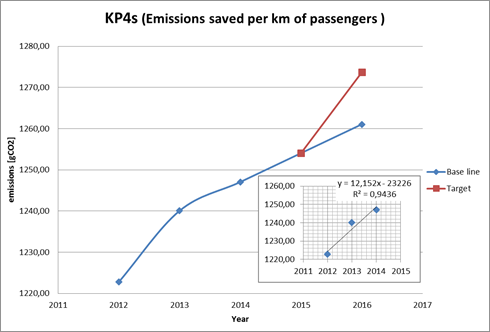 KP4s (Emissions saved per km of passengers )
emissions [gCO2]
1280,00
1270,00
1260,00
1250,00
1240,00
1230,00
1220,00
2011 2012 2013 2014 2015 2016 2017
Year
Base line
Target
y = 12,152x - 23226
R² = 0,9436
1260,00
1250,00
1240,00
1230,00
1220,00
2011 2012 2013 2014 2015